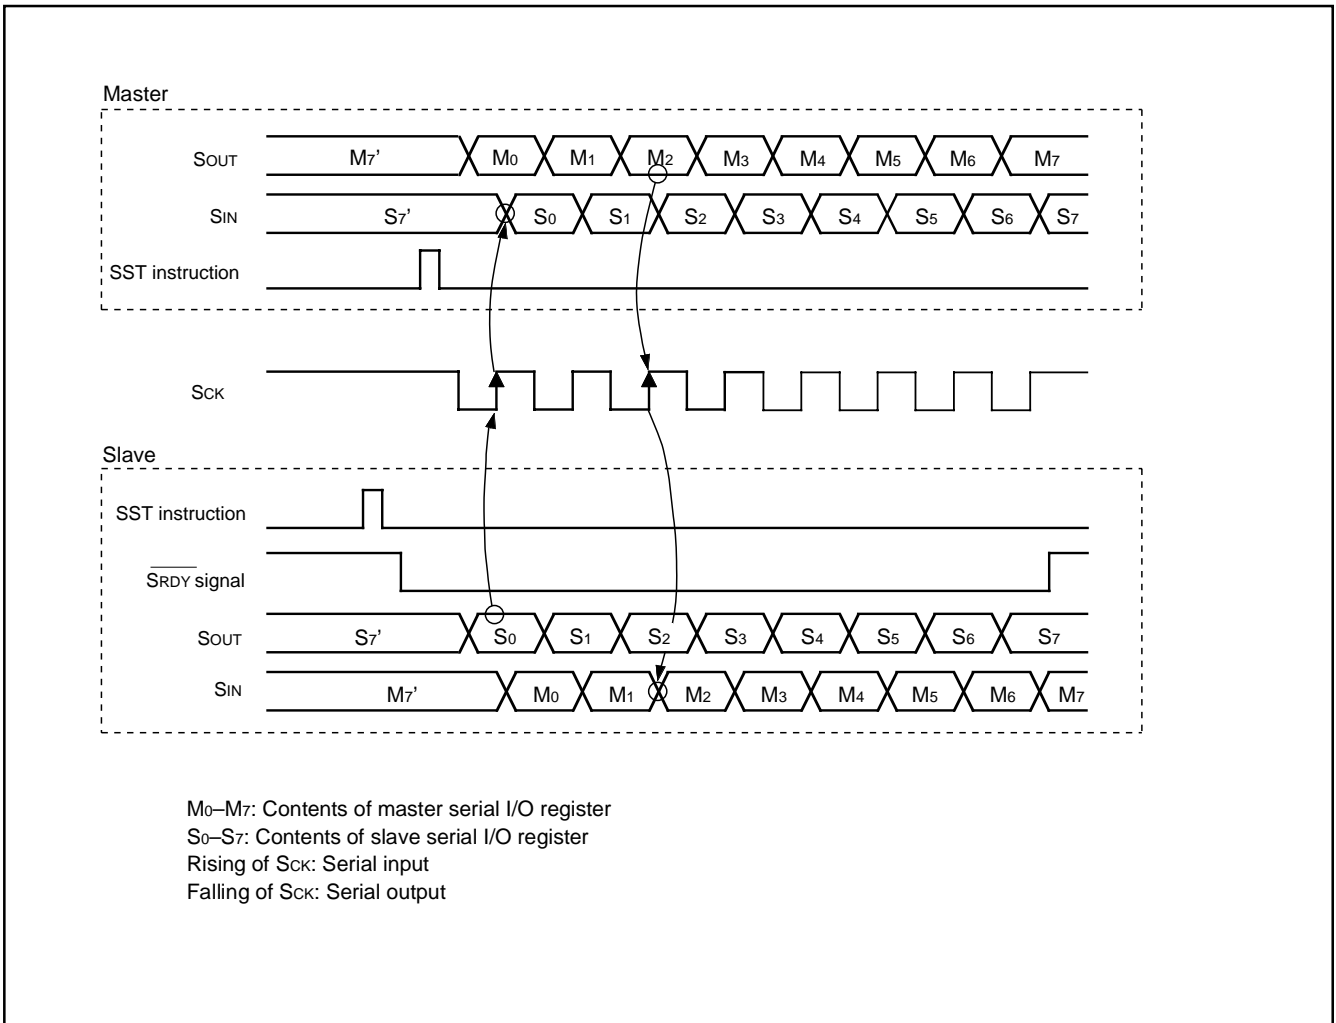 Master
SOUT M7’ M0 M1 M2 M3 M4 M5 M6 M7
SIN S7’ S0 S1 S2 S3 S4 S5 S6 S7
SST instruction
SCK
Slave
SST instruction
SRDY signal
SOUT S7’ S0 S1 S2 S3 S4 S5 S6 S7
SIN M7’ M0 M1 M2 M3 M4 M5 M6 M7
M0–M7: Contents of master serial I/O register
S0–S7: Contents of slave serial I/O register
Rising of SCK: Serial input
Falling of SCK: Serial output